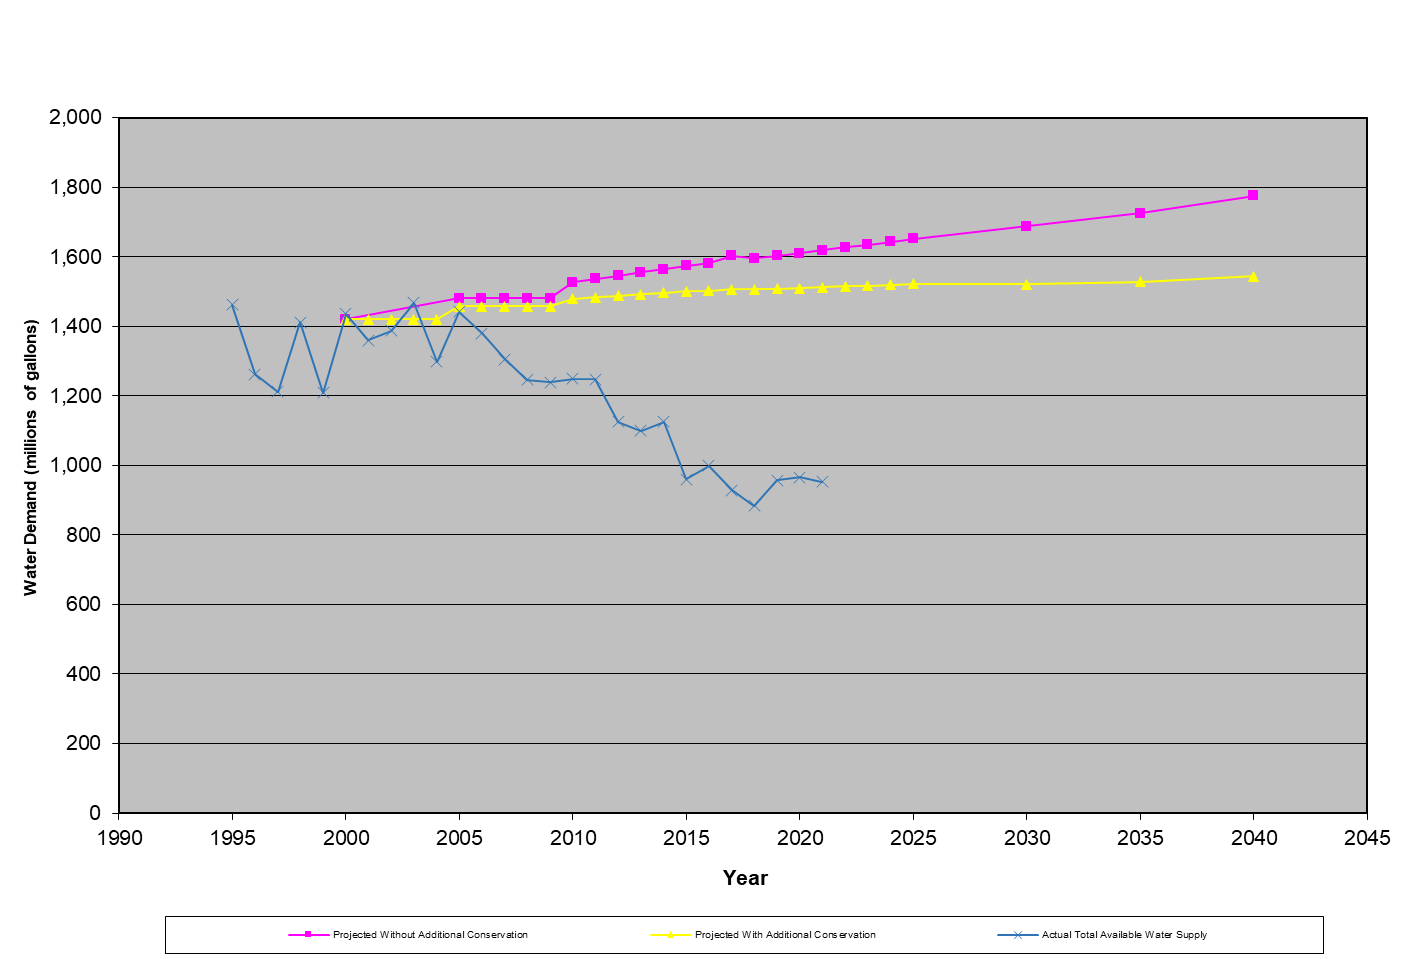 2,000
1,800
1,600
1,400
1,200
1,000
800
600
400
200
0
Water Demand (millions of gallons)
1990 1995 2000 2005 2010 2015 2020 2025 2030 2035 2040 2045
Year
Projected Without Additional Conservation Projected With Additional Conservation Actual Total Available Water Supply